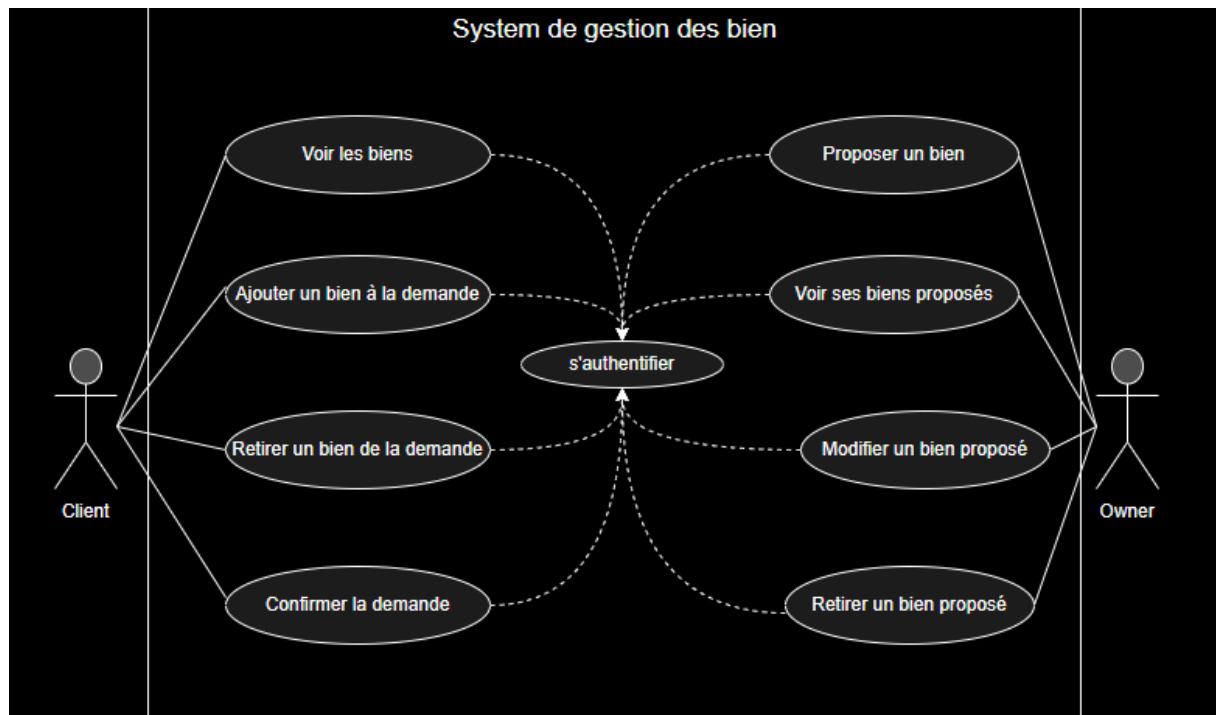 System de gestion des bien
Voir les biens
Proposer un bien
Ajouter un bien à la demande
Voir ses biens proposés
s'authentifier
Retirer un bien de la demande
Modifier un bien proposé
Client
Owner
Confirmer la demande
Retirer un bien proposé